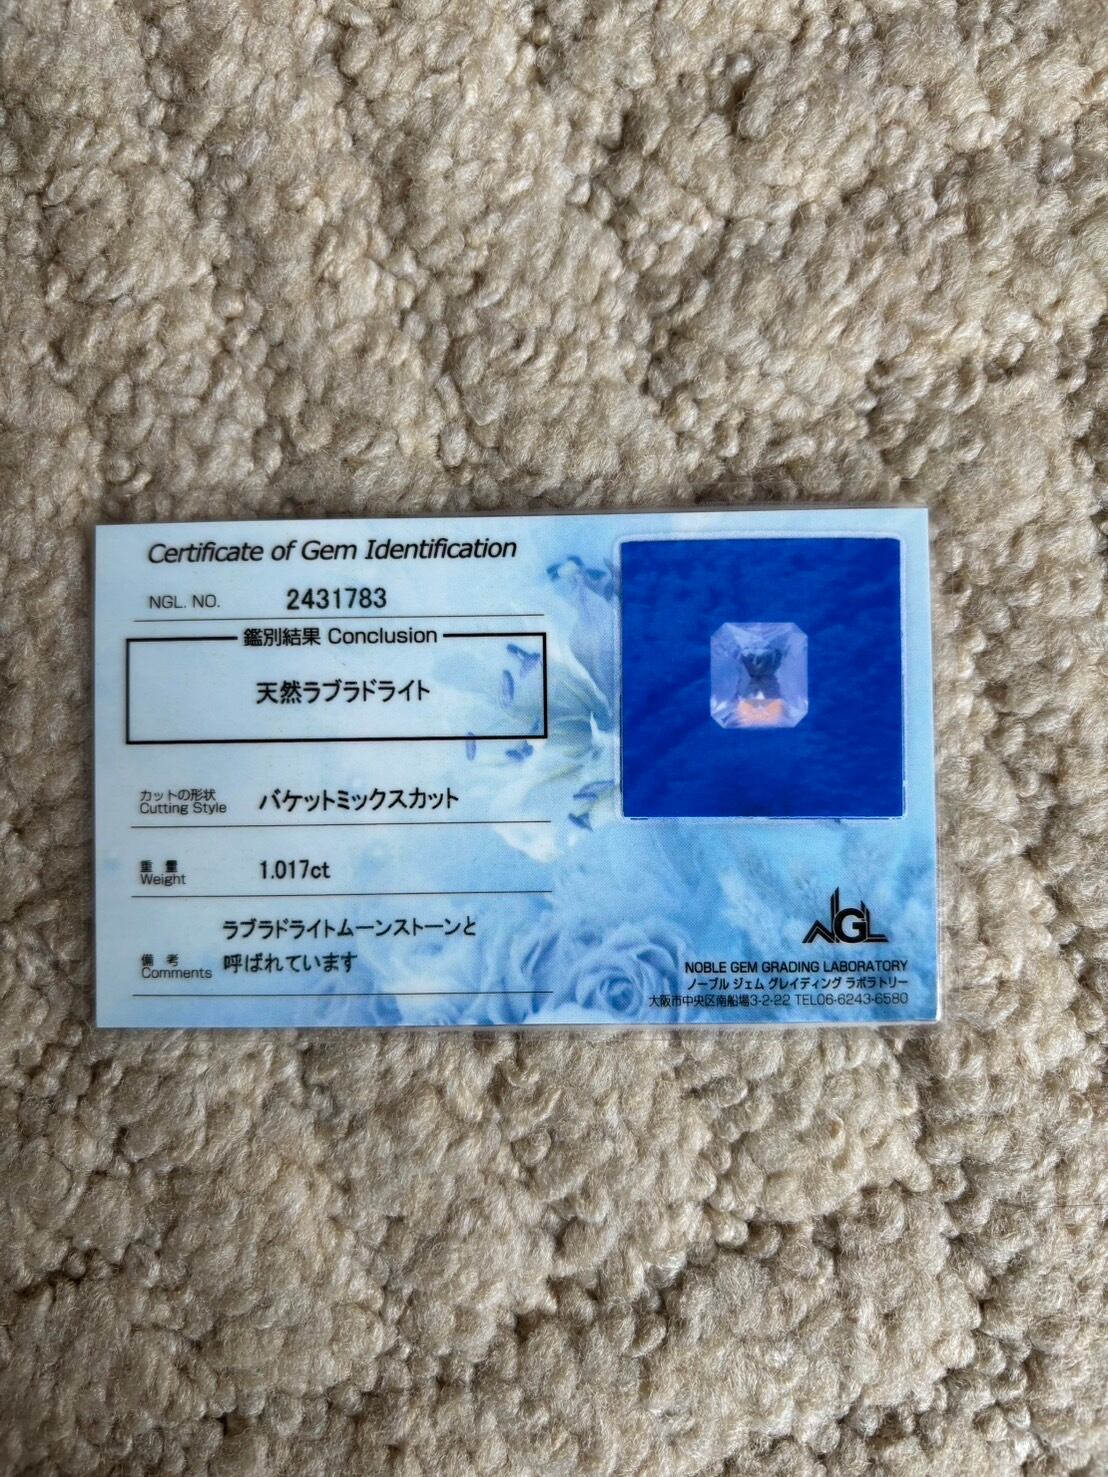 Certificate of Gem Identification
NGL. NO. 2431783
鑑別結果 Conclusion
天然ラブラドライト
カットの形状
Cutting Style バケットミックスカット
重量
Weight 1.017ct
ラブラドライトムーンストーンと
備考
Comments 呼ばれています
NGL
NOBLE GEM GRADING LABORATORY
ノーブル ジェム グレイディング ラボラトリー
大阪市中央区南船場3-2-22 TEL06-6243-6580